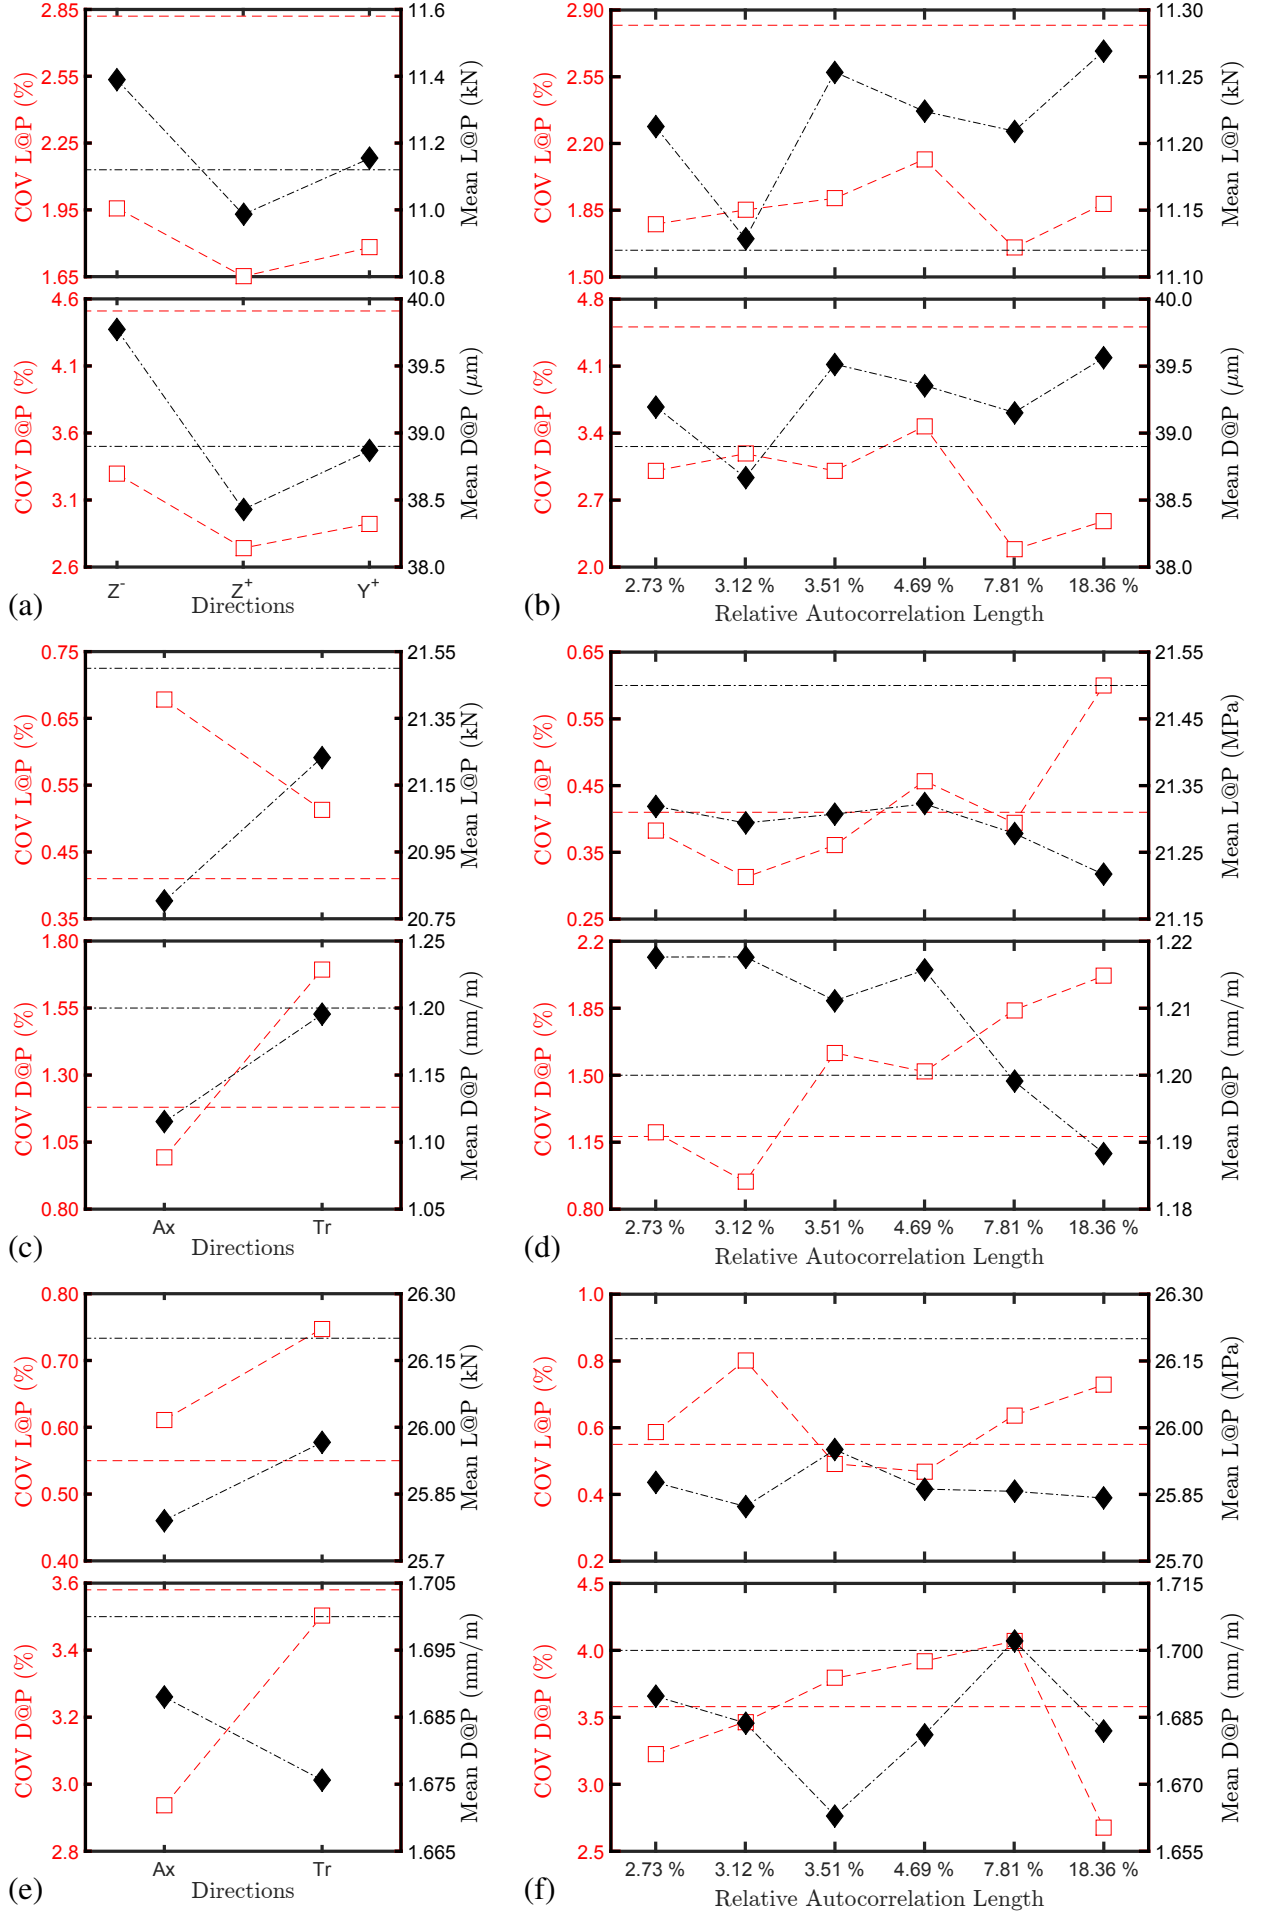 2.85
2.55
2.25
1.95
1.65
COV L@P (%)
11.6
11.4
11.2
11.0
10.8
Mean L@P (kN)
4.6
4.1
3.6
3.1
2.6
COV D@P (%)
40.0
39.5
39.0
38.5
38.0
Mean D@P (μm)
Z⁻ Z⁺ Y⁺
Directions
(a)
2.90
2.55
2.20
1.85
1.50
COV L@P (%)
11.30
11.25
11.20
11.15
11.10
Mean L@P (kN)
4.8
4.1
3.4
2.7
2.0
COV D@P (%)
40.0
39.5
39.0
38.5
38.0
Mean D@P (μm)
2.73 % 3.12 % 3.51 % 4.69 % 7.81 % 18.36 %
Relative Autocorrelation Length
(b)
0.75
0.65
0.55
0.45
0.35
COV L@P (%)
21.55
21.35
21.15
20.95
20.75
Mean L@P (kN)
1.80
1.55
1.30
1.05
0.80
COV D@P (%)
1.25
1.20
1.15
1.10
1.05
Mean D@P (mm/m)
Ax Tr
Directions
(c)
0.65
0.55
0.45
0.35
0.25
COV L@P (%)
21.55
21.45
21.35
21.25
21.15
Mean L@P (MPa)
2.2
1.85
1.50
1.15
0.80
COV D@P (%)
1.22
1.21
1.20
1.19
1.18
Mean D@P (mm/m)
2.73 % 3.12 % 3.51 % 4.69 % 7.81 % 18.36 %
Relative Autocorrelation Length
(d)
0.80
0.70
0.60
0.50
0.40
COV L@P (%)
26.30
26.15
26.00
25.85
25.7
Mean L@P (kN)
3.6
3.4
3.2
3.0
2.8
COV D@P (%)
1.705
1.695
1.685
1.675
1.665
Mean D@P (mm/m)
Ax Tr
Directions
(e)
1.0
0.8
0.6
0.4
0.2
COV L@P (%)
26.30
26.15
26.00
25.85
25.70
Mean L@P (MPa)
4.5
4.0
3.5
3.0
2.5
COV D@P (%)
1.715
1.700
1.685
1.670
1.655
Mean D@P (mm/m)
2.73 % 3.12 % 3.51 % 4.69 % 7.81 % 18.36 %
Relative Autocorrelation Length
(f)